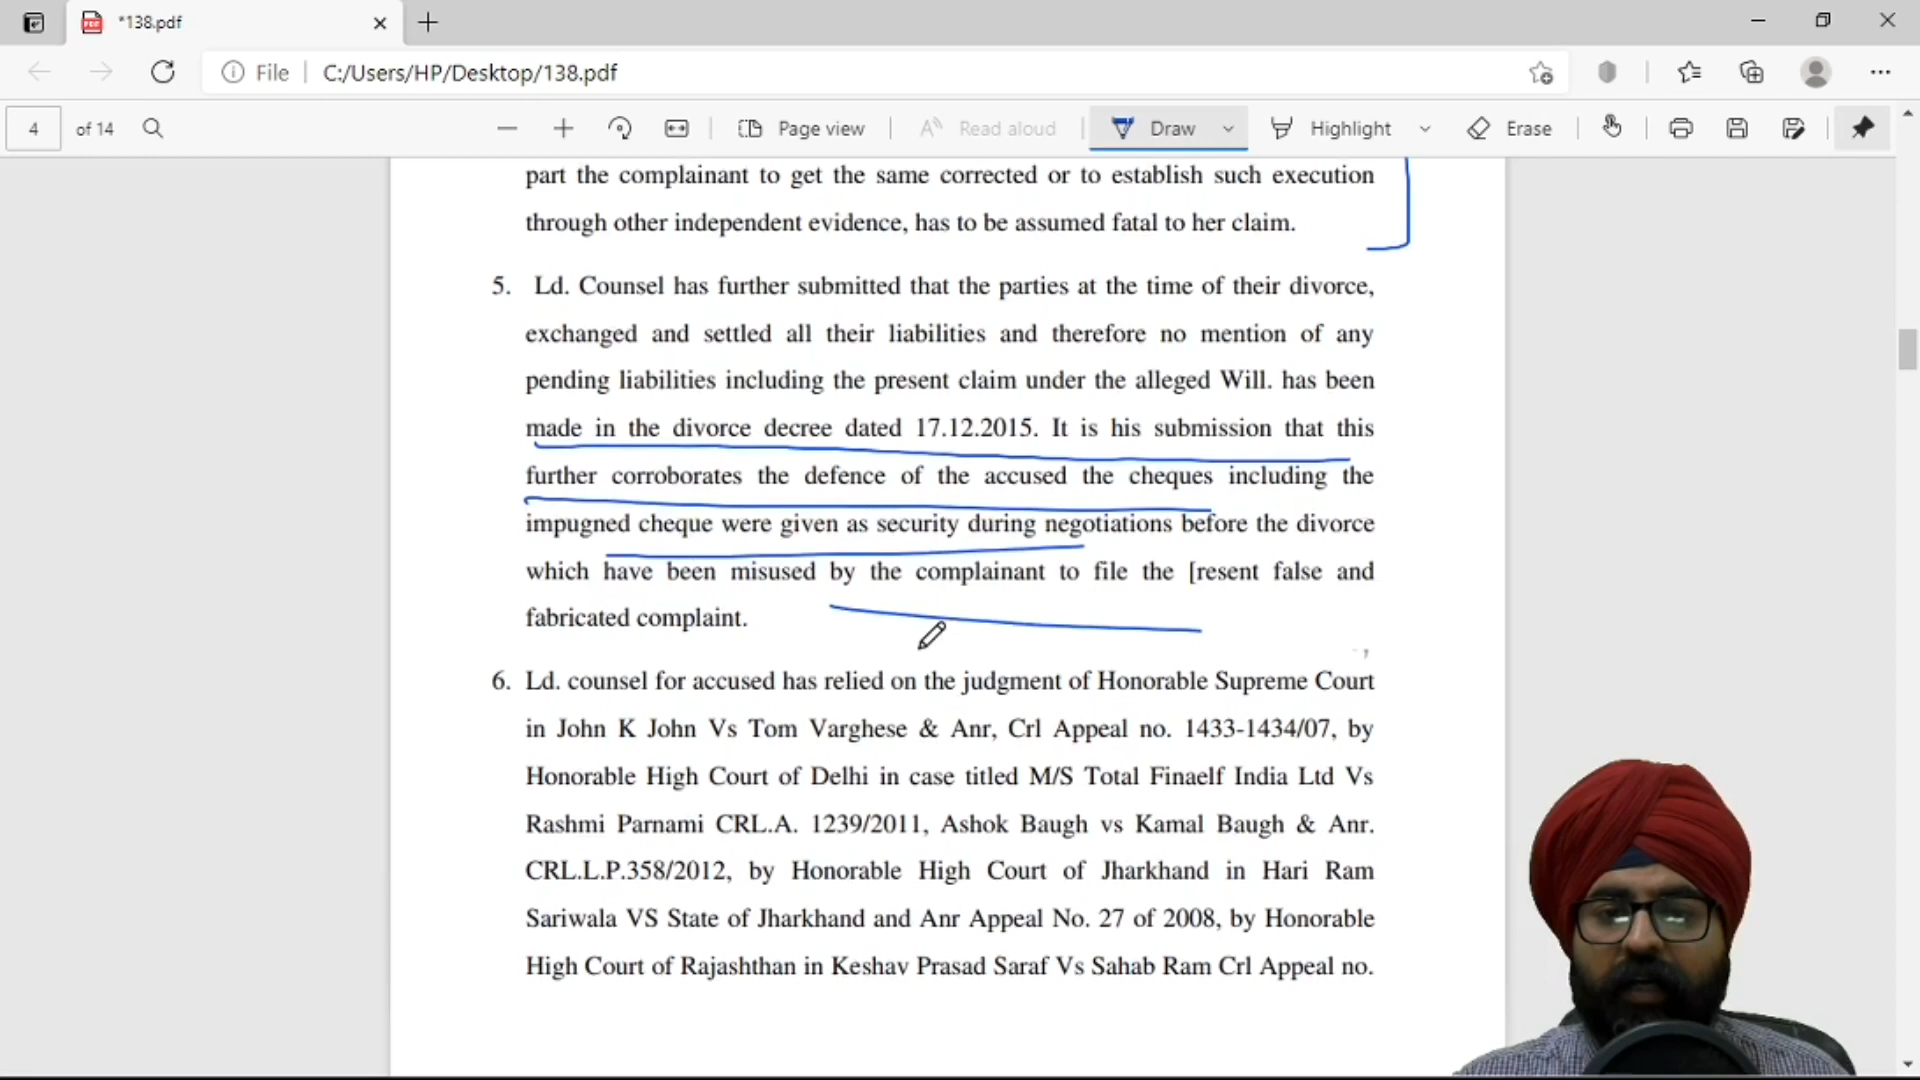 *138.pdf
File
C:/Users/HP/Desktop/138.pdf
4 of 14
Page view
Read aloud
Draw
Highlight
Erase
part the complainant to get the same corrected or to establish such execution
through other independent evidence, has to be assumed fatal to her claim.
5. Ld. Counsel has further submitted that the parties at the time of their divorce,
exchanged and settled all their liabilities and therefore no mention of any
pending liabilities including the present claim under the alleged Will. has been
made in the divorce decree dated 17.12.2015. It is his submission that this
further corroborates the defence of the accused the cheques including the
impugned cheque were given as security during negotiations before the divorce
which have been misused by the complainant to file the [resent false and
fabricated complaint.
6. Ld. counsel for accused has relied on the judgment of Honorable Supreme Court
in John K John Vs Tom Varghese & Anr, Crl Appeal no. 1433-1434/07, by
Honorable High Court of Delhi in case titled M/S Total Finaelf India Ltd Vs
Rashmi Parnami CRL.A. 1239/2011, Ashok Baugh vs Kamal Baugh & Anr.
CRL.L.P.358/2012, by Honorable High Court of Jharkhand in Hari Ram
Sariwala VS State of Jharkhand and Anr Appeal No. 27 of 2008, by Honorable
High Court of Rajashthan in Keshav Prasad Saraf Vs Sahab Ram Crl Appeal no.